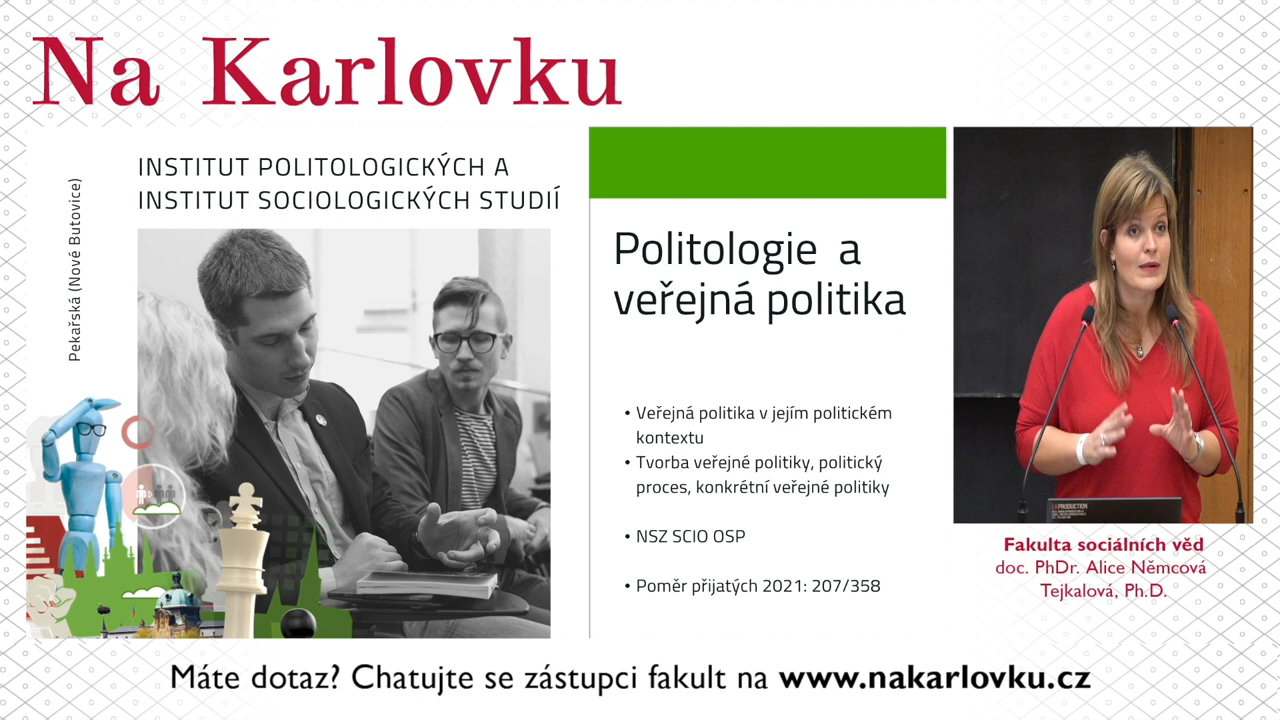 Na Karlovku
INSTITUT POLITOLOGICKÝCH A
INSTITUT SOCIOLOGICKÝCH STUDIÍ
Pekařská (Nové Butovice)
Politologie a
veřejná politika
• Veřejná politika v jejím politickém
kontextu
• Tvorba veřejné politiky, politický
proces, konkrétní veřejné politiky
• NSZ SCIO OSP
• Poměr přijatých 2021: 207/358
PRODUCTION
Fakulta sociálních věd
doc. PhDr. Alice Němcová
Tejkalová, Ph.D.
Máte dotaz? Chatujte se zástupci fakult na www.nakarlovku.cz